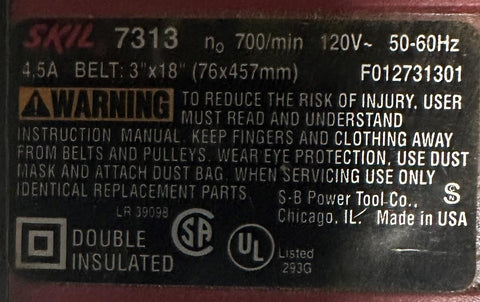 SKIL 7313 no 700/min 120V~ 50-60Hz
4.5A BELT: 3"x18" (76x457mm) F012731301
WARNING TO REDUCE THE RISK OF INJURY, USER
MUST READ AND UNDERSTAND
INSTRUCTION MANUAL. KEEP FINGERS AND CLOTHING AWAY
FROM BELTS AND PULLEYS. WEAR EYE PROTECTION, USE DUST
MASK AND ATTACH DUST BAG. WHEN SERVICING USE ONLY
IDENTICAL REPLACEMENT PARTS.
S-B Power Tool Co., S
LR 39098 Chicago, IL. Made in USA
DOUBLE INSULATED
SA
UL Listed
293G